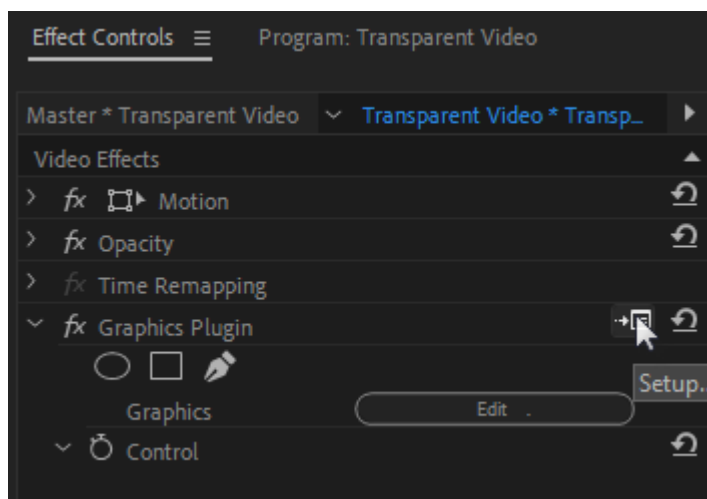 Effect Controls Program: Transparent Video
Master * Transparent Video Transparent Video * Transp...
Video Effects
fx Motion
fx Opacity
fx Time Remapping
fx Graphics Plugin
Setup..
Graphics Edit .
Control